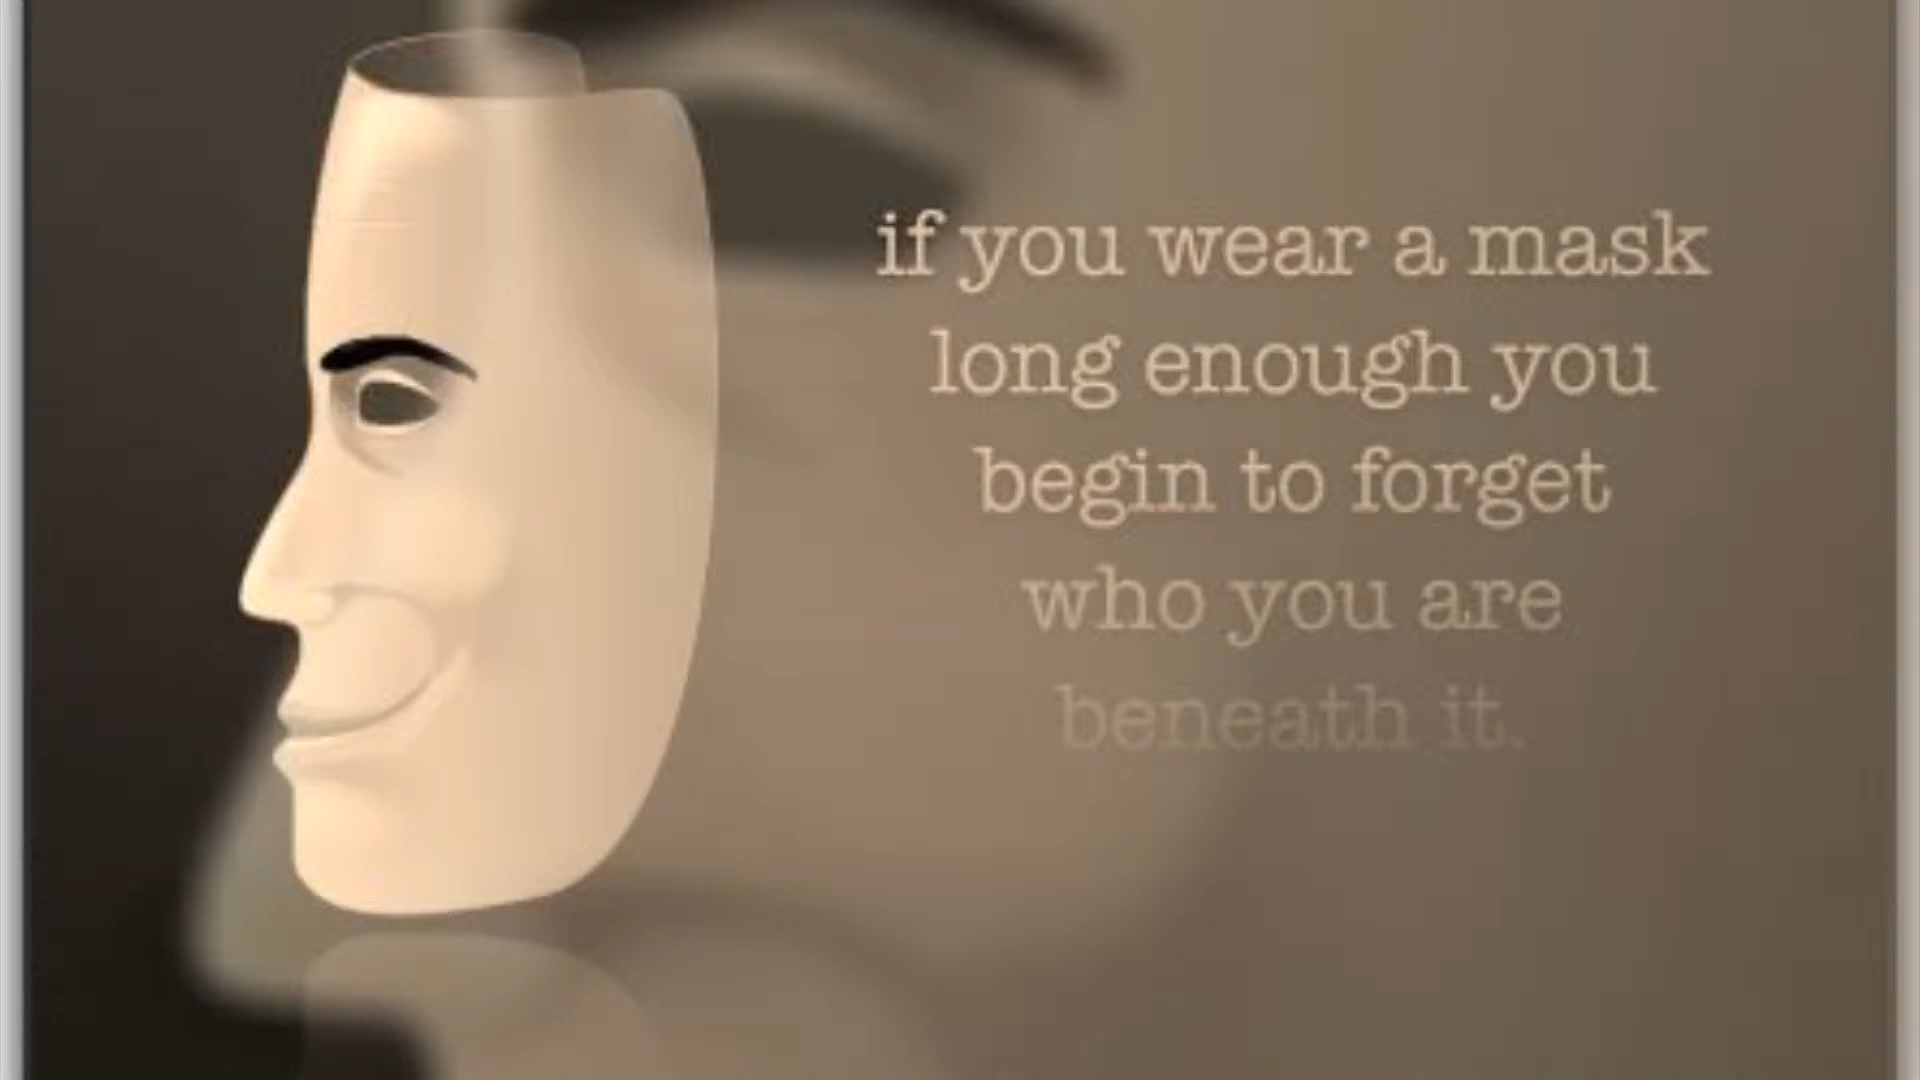 if you wear a mask
long enough you
begin to forget
who you are
beneath it.